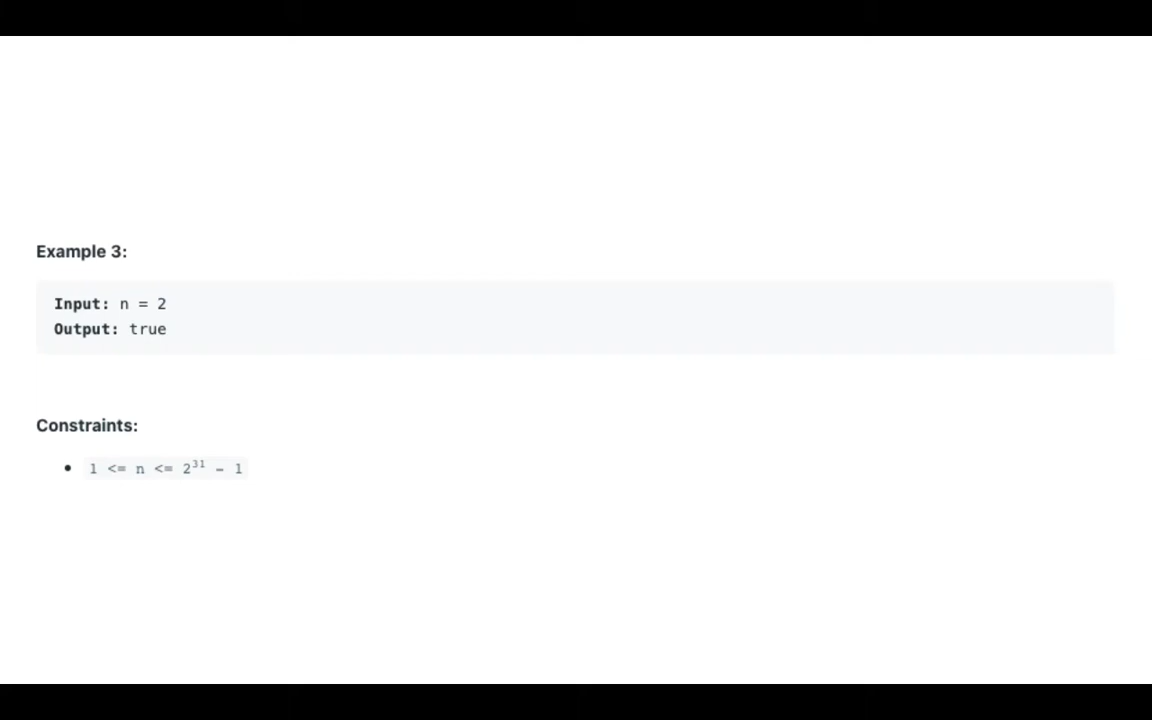 Example 3:
Input: n = 2
Output: true
Constraints:
• 1 <= n <= 2³¹ - 1